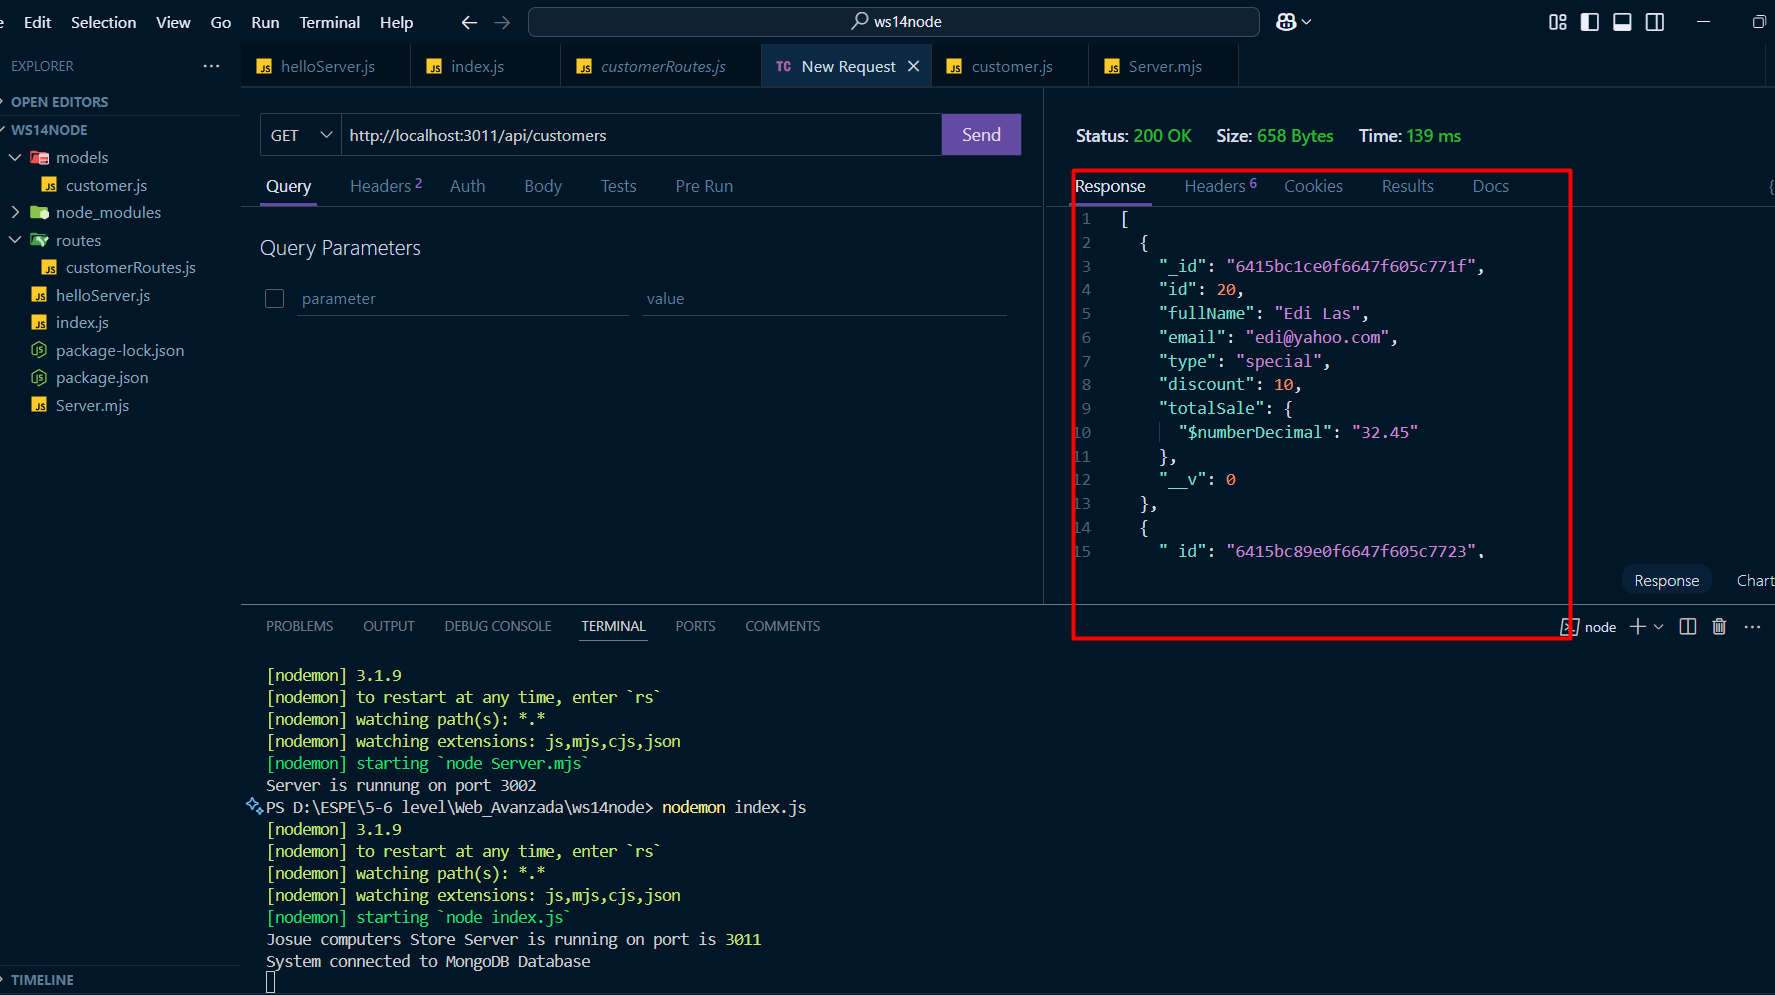 Edit Selection View Go Run Terminal Help ws14node
EXPLORER
helloServer.js index.js customerRoutes.js TC New Request customer.js Server.mjs
OPEN EDITORS
WS14NODE
models
customer.js
node_modules
routes
customerRoutes.js
helloServer.js
index.js
package-lock.json
package.json
Server.mjs
TIMELINE
GET http://localhost:3011/api/customers Send
Query Headers 2 Auth Body Tests Pre Run
Query Parameters
parameter value
Status: 200 OK Size: 658 Bytes Time: 139 ms
Response Headers 6 Cookies Results Docs
1 [
2 {
3 "_id": "6415bc1ce0f6647f605c771f",
4 "id": 20,
5 "fullName": "Edi Las",
6 "email": "edi@yahoo.com",
7 "type": "special",
8 "discount": 10,
9 "totalSale": {
10 "$numberDecimal": "32.45"
11 },
12 "__v": 0
13 },
14 {
15 "_id": "6415bc89e0f6647f605c7723",
Response Chart
PROBLEMS OUTPUT DEBUG CONSOLE TERMINAL PORTS COMMENTS node
[nodemon] 3.1.9
[nodemon] to restart at any time, enter `rs`
[nodemon] watching path(s): *.*
[nodemon] watching extensions: js,mjs,cjs,json
[nodemon] starting `node Server.mjs`
Server is runnung on port 3002
PS D:\ESPE\5-6 level\Web_Avanzada\ws14node> nodemon index.js
[nodemon] 3.1.9
[nodemon] to restart at any time, enter `rs`
[nodemon] watching path(s): *.*
[nodemon] watching extensions: js,mjs,cjs,json
[nodemon] starting `node index.js`
Josue computers Store Server is running on port is 3011
System connected to MongoDB Database